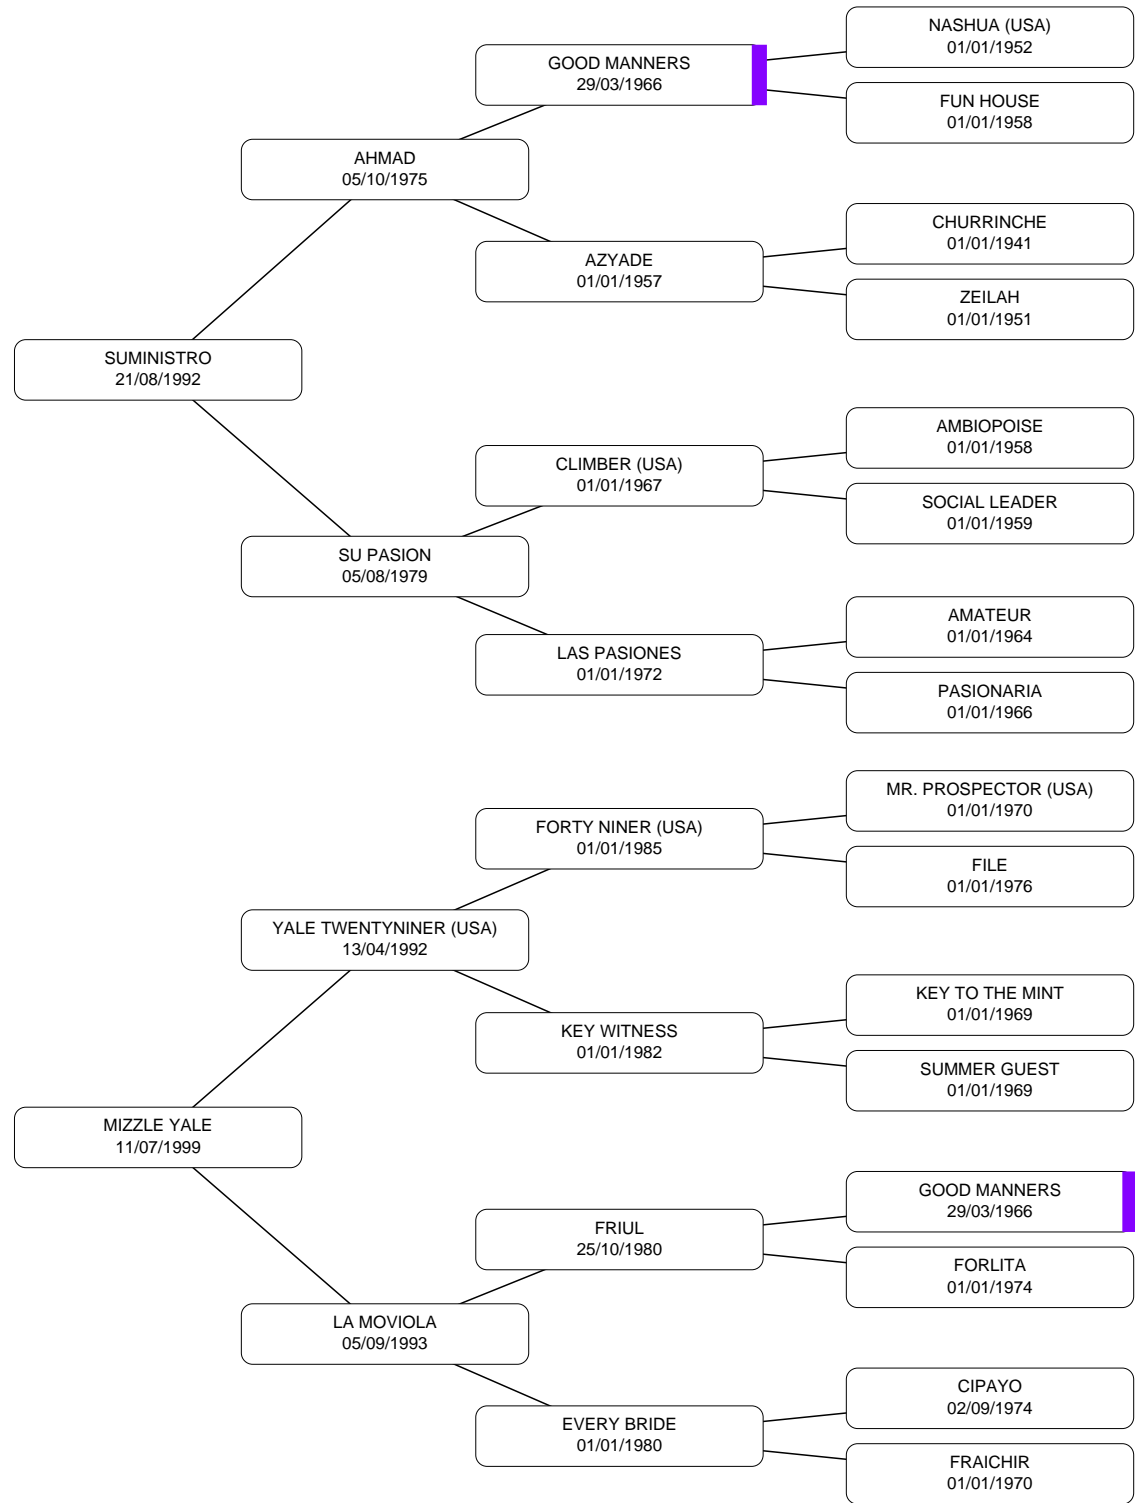 NASHUA (USA)
01/01/1952
GOOD MANNERS
29/03/1966
FUN HOUSE
01/01/1958
AHMAD
05/10/1975
CHURRINCHE
01/01/1941
AZYADE
01/01/1957
ZEILAH
01/01/1951
SUMINISTRO
21/08/1992
AMBIOPOISE
01/01/1958
CLIMBER (USA)
01/01/1967
SOCIAL LEADER
01/01/1959
SU PASION
05/08/1979
AMATEUR
01/01/1964
LAS PASIONES
01/01/1972
PASIONARIA
01/01/1966
MR. PROSPECTOR (USA)
01/01/1970
FORTY NINER (USA)
01/01/1985
FILE
01/01/1976
YALE TWENTYNINER (USA)
13/04/1992
KEY TO THE MINT
01/01/1969
KEY WITNESS
01/01/1982
SUMMER GUEST
01/01/1969
MIZZLE YALE
11/07/1999
GOOD MANNERS
29/03/1966
FRIUL
25/10/1980
FORLITA
01/01/1974
LA MOVIOLA
05/09/1993
CIPAYO
02/09/1974
EVERY BRIDE
01/01/1980
FRAICHIR
01/01/1970